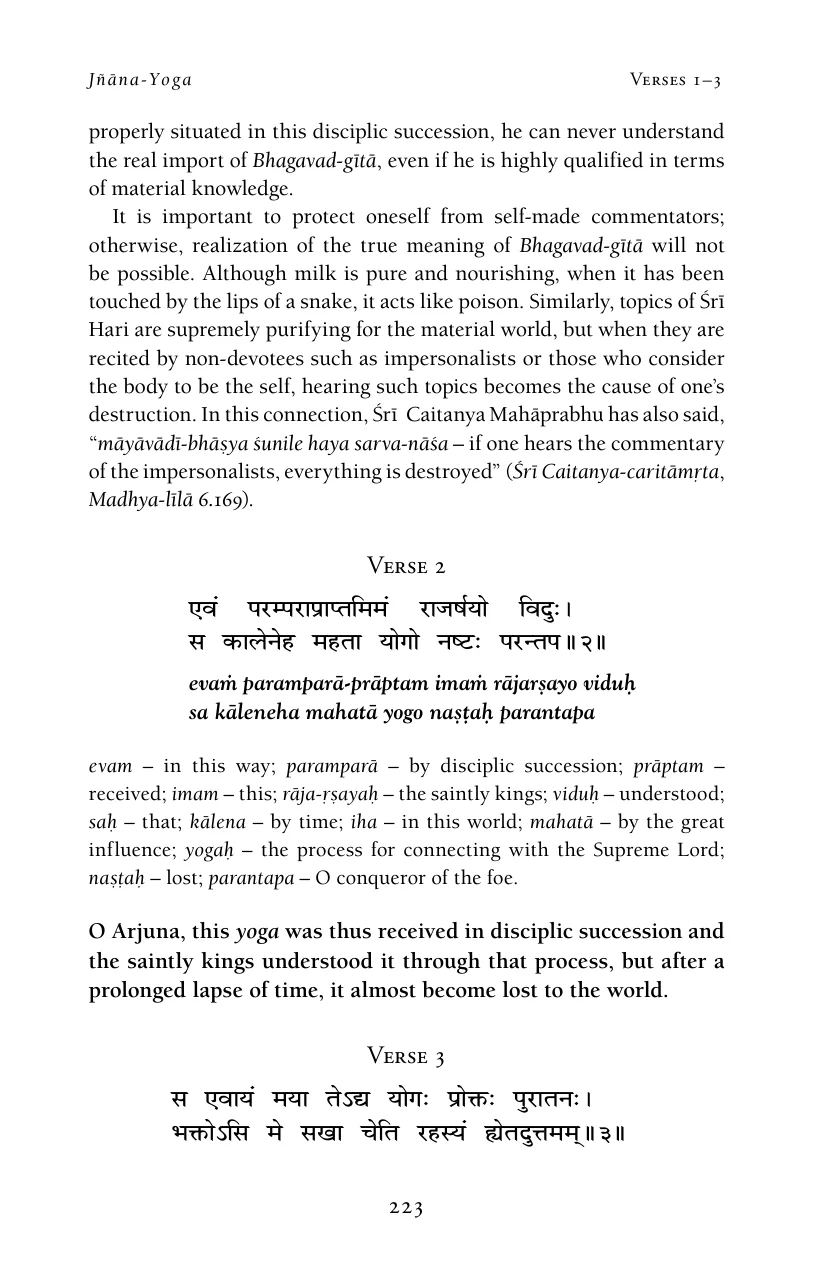 Jñāna-Yoga Verses 1–3
properly situated in this disciplic succession, he can never understand
the real import of Bhagavad-gītā, even if he is highly qualified in terms
of material knowledge.
It is important to protect oneself from self-made commentators;
otherwise, realization of the true meaning of Bhagavad-gītā will not
be possible. Although milk is pure and nourishing, when it has been
touched by the lips of a snake, it acts like poison. Similarly, topics of Śrī
Hari are supremely purifying for the material world, but when they are
recited by non-devotees such as impersonalists or those who consider
the body to be the self, hearing such topics becomes the cause of one’s
destruction. In this connection, Śrī Caitanya Mahāprabhu has also said,
“māyāvādī-bhāṣya śunile haya sarva-nāśa – if one hears the commentary
of the impersonalists, everything is destroyed” (Śrī Caitanya-caritāmṛta,
Madhya-līlā 6.169).
Verse 2
एवं परम्पराप्राप्तमिमं राजर्षयो विदुः।
स कालेनेह महता योगो नष्टः परन्तप॥२॥
evaṁ paramparā-prāptam imaṁ rājarṣayo viduḥ
sa kāleneha mahatā yogo naṣṭaḥ parantapa
evam – in this way; paramparā – by disciplic succession; prāptam –
received; imam – this; rāja-ṛṣayaḥ – the saintly kings; viduḥ – understood;
saḥ – that; kālena – by time; iha – in this world; mahatā – by the great
influence; yogaḥ – the process for connecting with the Supreme Lord;
naṣṭaḥ – lost; parantapa – O conqueror of the foe.
O Arjuna, this yoga was thus received in disciplic succession and
the saintly kings understood it through that process, but after a
prolonged lapse of time, it almost become lost to the world.
Verse 3
स एवायं मया तेऽद्य योगः प्रोक्तः पुरातनः।
भक्तोऽसि मे सखा चेति रहस्यं ह्येतदुत्तमम्॥३॥
223